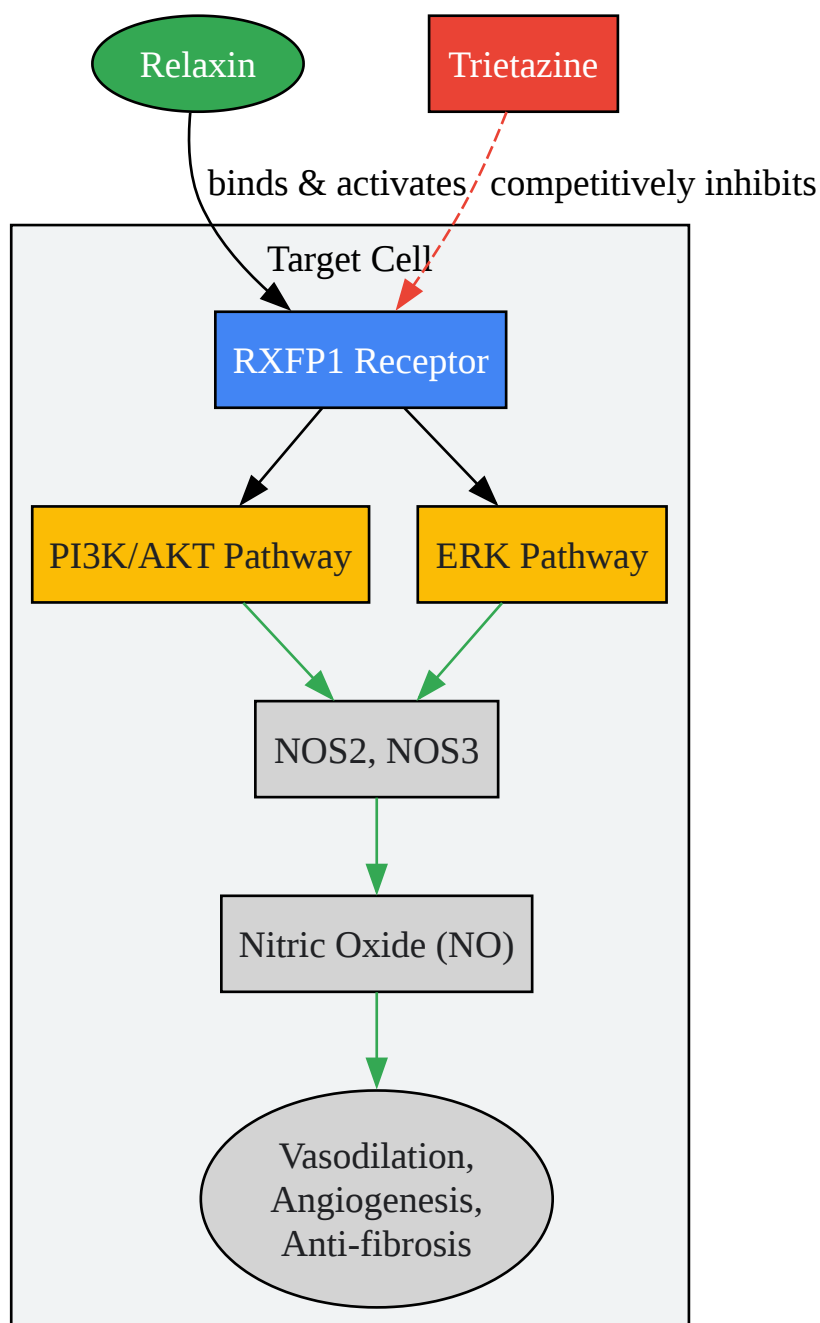 Relaxin
Trietazine
binds & activates
competitively inhibits
Target Cell
RXFP1 Receptor
PI3K/AKT Pathway
ERK Pathway
NOS2, NOS3
Nitric Oxide (NO)
Vasodilation,
Angiogenesis,
Anti-fibrosis